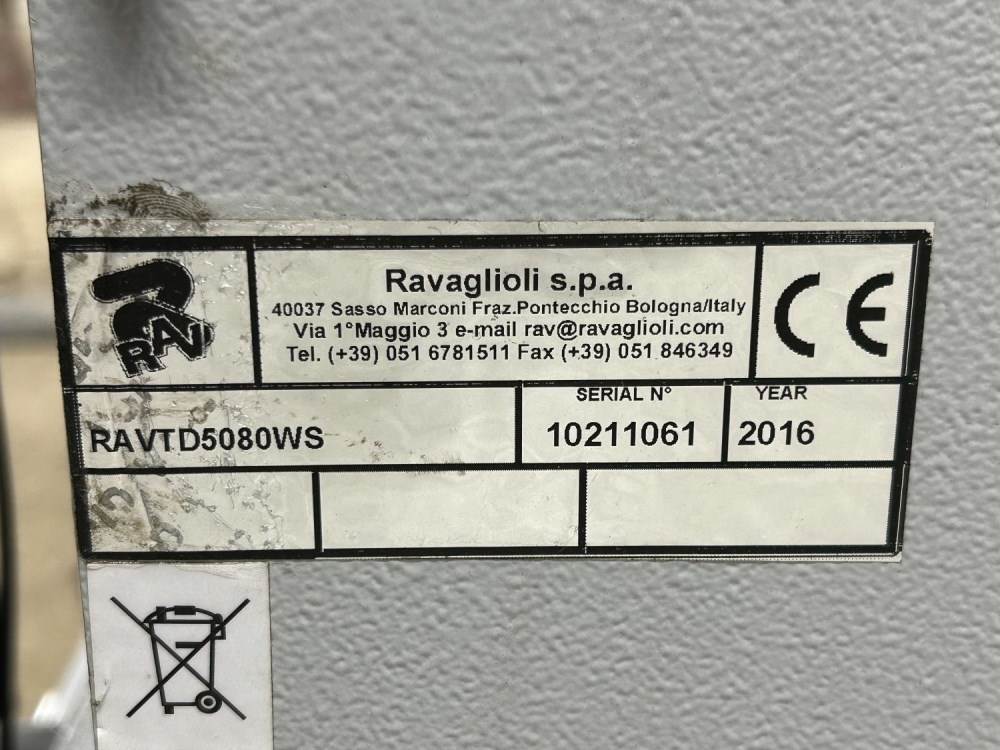 RAV
Ravaglioli s.p.a.
40037 Sasso Marconi Fraz.Pontecchio Bologna/Italy
Via 1°Maggio 3 e-mail rav@ravaglioli.com
Tel. (+39) 051 6781511 Fax (+39) 051 846349
CE
RAVTD5080WS
SERIAL N°
10211061
YEAR
2016